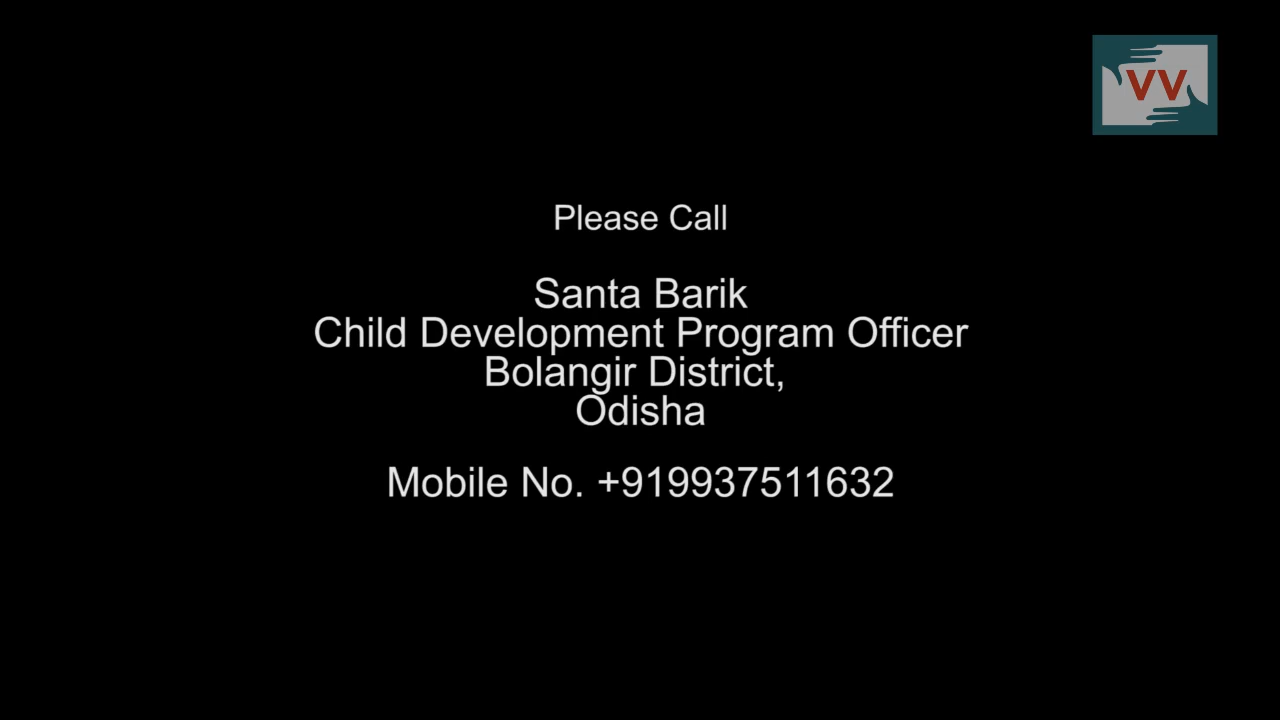 VV
Please Call
Santa Barik
Child Development Program Officer
Bolangir District,
Odisha
Mobile No. +919937511632